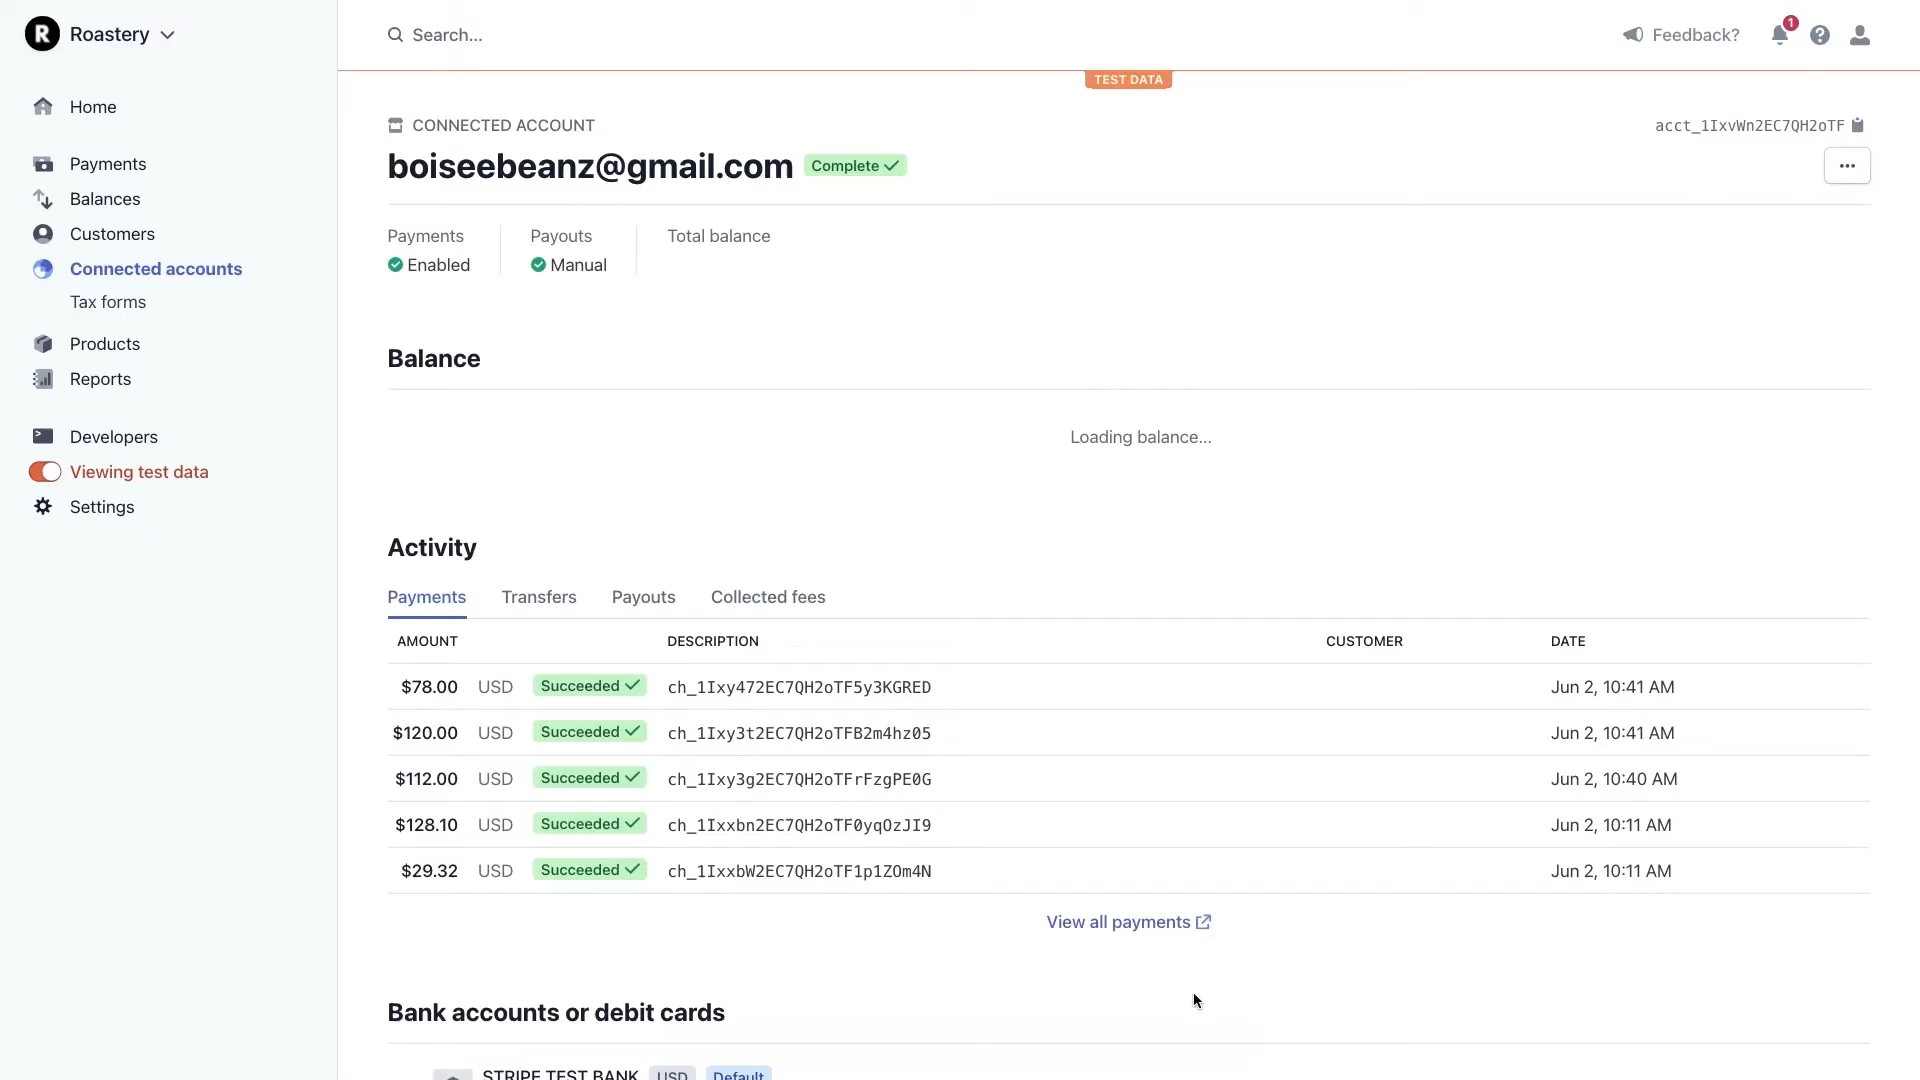 R Roastery
Search...
Feedback?
1
TEST DATA
Home
Payments
Balances
Customers
Connected accounts
Tax forms
Products
Reports
Developers
Viewing test data
Settings
CONNECTED ACCOUNT
acct_1IxvWn2EC7QH2oTF
boiseebeanz@gmail.com Complete
Payments Payouts Total balance
Enabled Manual
Balance
Loading balance...
Activity
Payments Transfers Payouts Collected fees
AMOUNT DESCRIPTION CUSTOMER DATE
$78.00 USD Succeeded ch_1Ixy472EC7QH2oTF5y3KGRED Jun 2, 10:41 AM
$120.00 USD Succeeded ch_1Ixy3t2EC7QH2oTFB2m4hz05 Jun 2, 10:41 AM
$112.00 USD Succeeded ch_1Ixy3g2EC7QH2oTFrFzgPE0G Jun 2, 10:40 AM
$128.10 USD Succeeded ch_1Ixxbn2EC7QH2oTF0yqOzJI9 Jun 2, 10:11 AM
$29.32 USD Succeeded ch_1IxxbW2EC7QH2oTF1p1ZOm4N Jun 2, 10:11 AM
View all payments
Bank accounts or debit cards
STRIPE TEST BANK USD Default